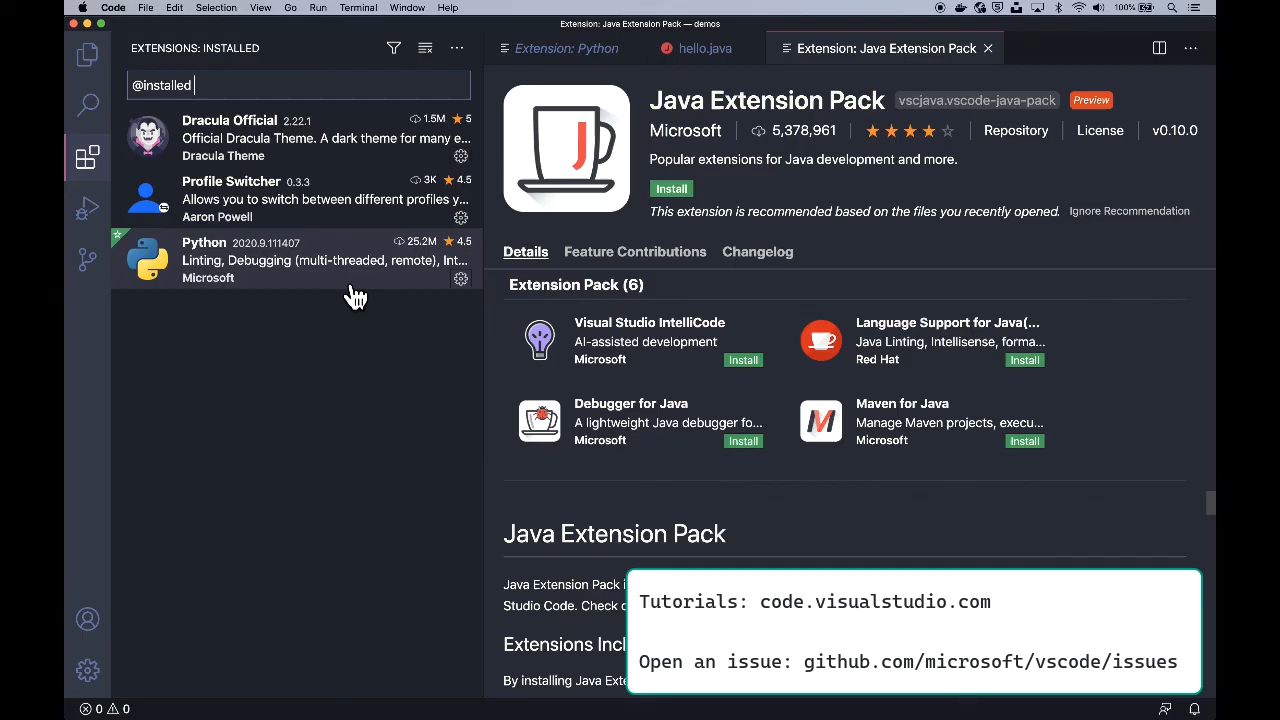 Code File Edit Selection View Go Run Terminal Window Help 100%
Extension: Java Extension Pack — demos
EXTENSIONS: INSTALLED
@installed
Dracula Official 2.22.1 1.5M ★ 5
Official Dracula Theme. A dark theme for many e...
Dracula Theme
Profile Switcher 0.3.3 3K ★ 4.5
Allows you to switch between different profiles y...
Aaron Powell
Python 2020.9.111407 25.2M ★ 4.5
Linting, Debugging (multi-threaded, remote), Int...
Microsoft
Extension: Python
hello.java
Extension: Java Extension Pack
Java Extension Pack vscjava.vscode-java-pack Preview
Microsoft 5,378,961 Repository License v0.10.0
Popular extensions for Java development and more.
Install
This extension is recommended based on the files you recently opened. Ignore Recommendation
Details Feature Contributions Changelog
Extension Pack (6)
Visual Studio IntelliCode
AI-assisted development
Microsoft Install
Language Support for Java(...
Java Linting, Intellisense, forma...
Red Hat Install
Debugger for Java
A lightweight Java debugger fo...
Microsoft Install
Maven for Java
Manage Maven projects, execu...
Microsoft Install
Java Extension Pack
Java Extension Pack i
Studio Code. Check
Extensions Incl
By installing Java Exte
Tutorials: code.visualstudio.com
Open an issue: github.com/microsoft/vscode/issues
0 0